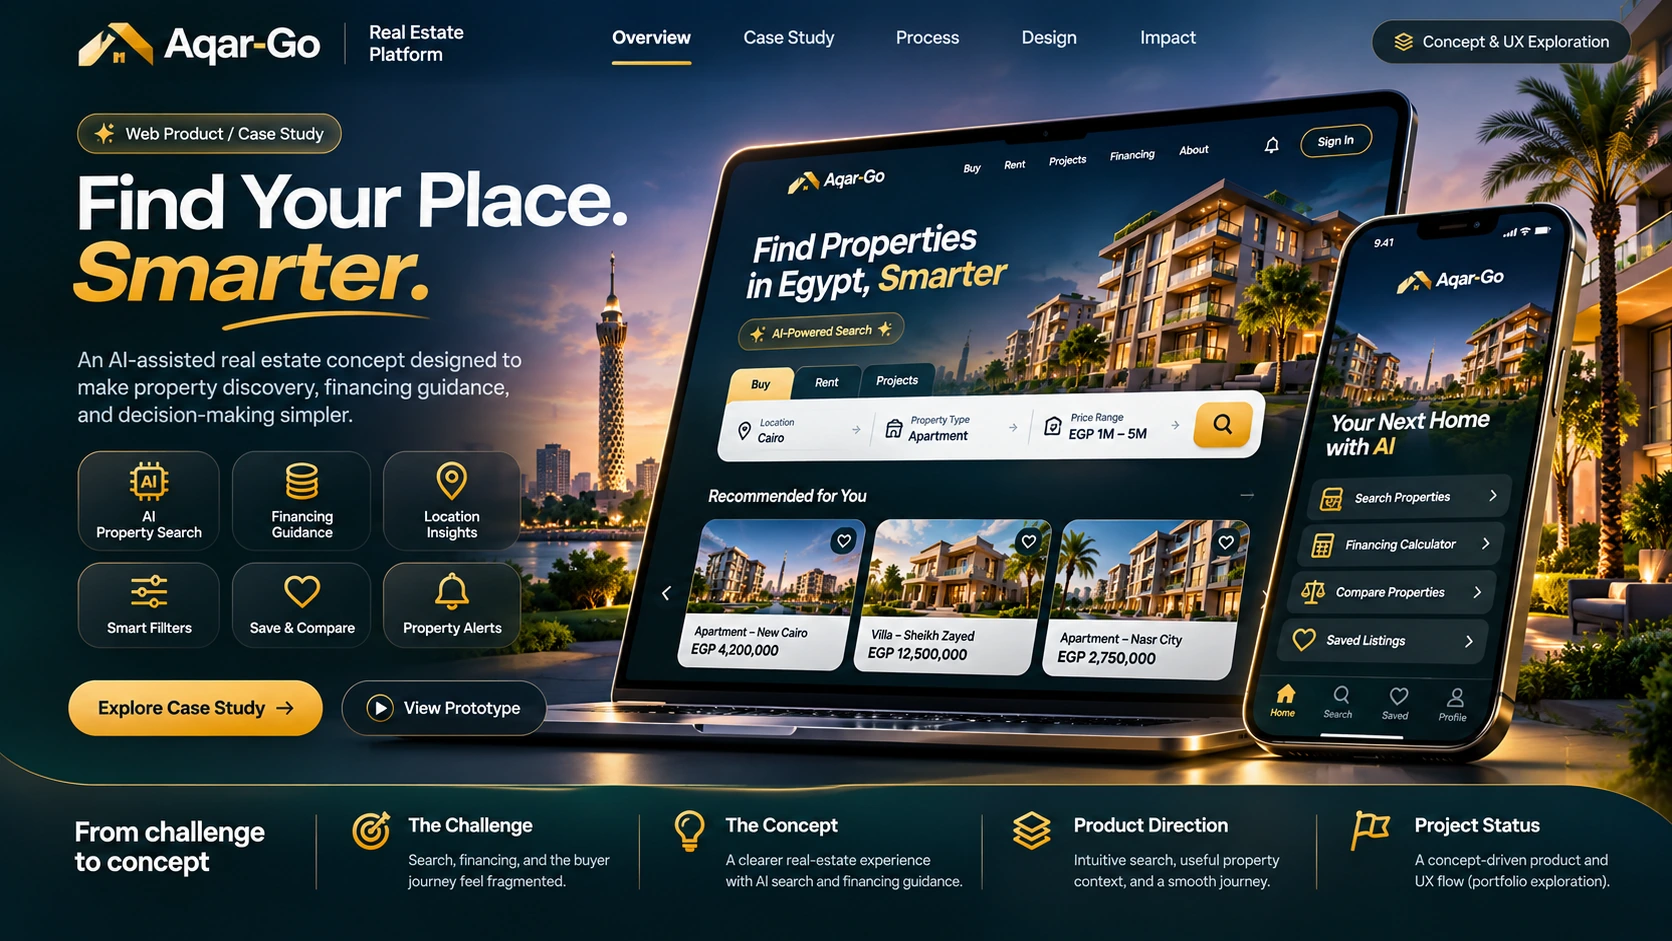 Aqar-Go
Real Estate
Platform
Overview
Case Study
Process
Design
Impact
Concept & UX Exploration
Web Product / Case Study
Find Your Place.
Smarter.
An AI-assisted real estate concept designed to
make property discovery, financing guidance,
and decision-making simpler.
AI
AI
Property Search
Financing
Guidance
Location
Insights
Smart Fillters
Save & Compare
Property Alerts
Explore Case Study →
View Prototype
Aqar-Go
Buy
Rent
Projects
Financing
About
Sign In
Find Properties
in Egypt, Smarter
AI-Powered Search
Buy
Rent
Projects
Location
Cairo
Property Type
Apartment
Price Range
EGP 1M – 5M
Recommended for You
Apartment – New Cairo
EGP 4,200,000
Villa – Sheikh Zayed
EGP 12,500,000
Apartment – Nasr City
EGP 2,750,000
9.41
Aqar-Go
Your Next Home
with AI
Search Properties
Financing Calculator
Compare Properties
Saved Listings
Home
Search
Saved
Profile
From challenge
to concept
The Challenge
Search, financing, and the buyer
journey feel fragmented.
The Concept
A clearer real-estate experience
with AI search and financing guidance.
Product Direction
Intuitive search, useful property
context, and a smooth journey.
Project Status
A concept-driven product and
UX flow (portfolio exploration).